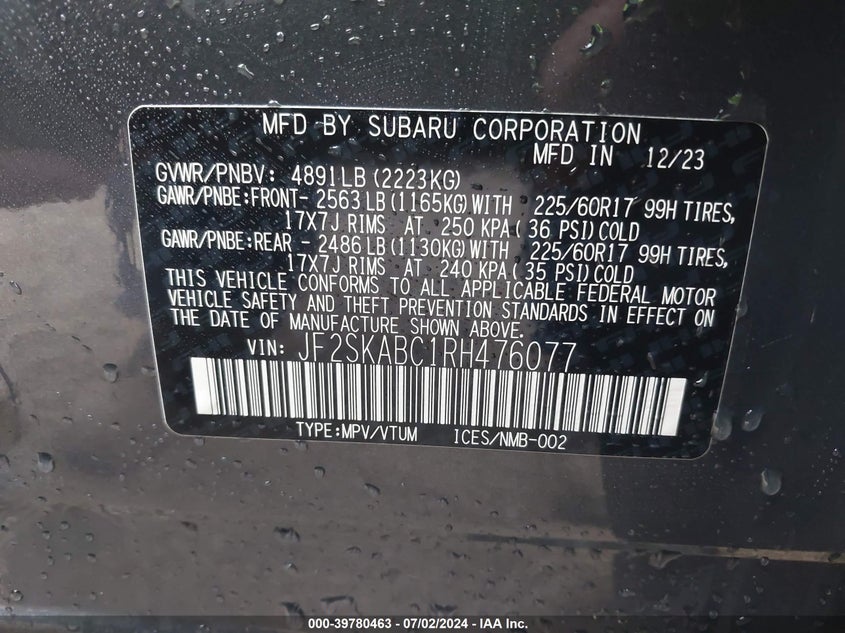 MFD BY SUBARU CORPORATION
MFD IN 12/23
GVWR/PNBV: 4891LB (2223KG)
GAWR/PNBE:FRONT- 2563LB (1165KG)WITH 225/60R17 99H TIRES,
17X7J RIMS AT 250 KPA( 36 PSI)COLD
GAWR/PNBE:REAR - 2486LB (1130KG)WITH 225/60R17 99H TIRES,
17X7J RIMS AT 240 KPA(35 PSI)COLD
THIS VEHICLE CONFORMS TO ALL APPLICABLE FEDERAL MOTOR
VEHICLE SAFETY AND THEFT PREVENTION STANDARDS IN EFFECT ON
THE DATE OF MANUFACTURE SHOWN ABOVE.
VIN: JF2SKABC1RH476077
TYPE:MPV/VTUM ICES/NMB-002
000-39780463 - 07/02/2024 - IAA Inc.